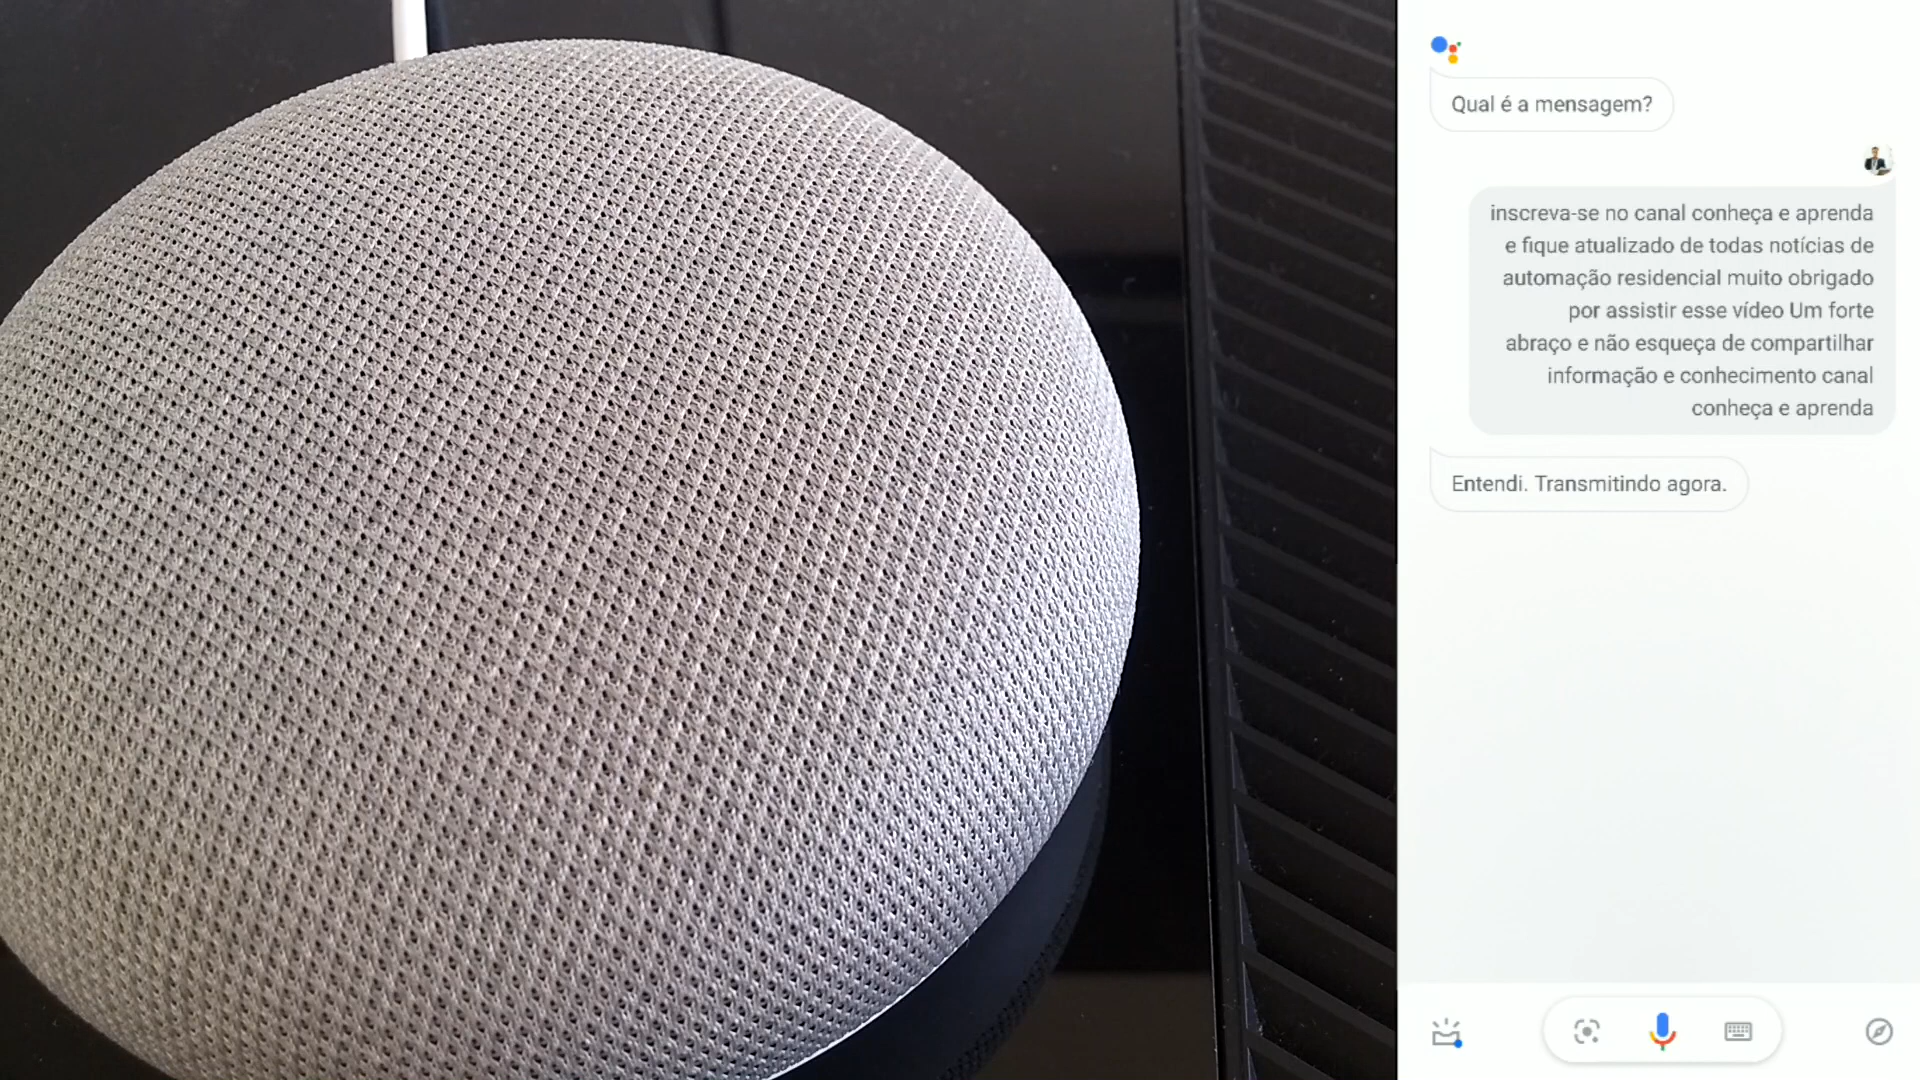 Qual é a mensagem?
inscreva-se no canal conheça e aprenda
e fique atualizado de todas notícias de
automação residencial muito obrigado
por assistir esse vídeo Um forte
abraço e não esqueça de compartilhar
informação e conhecimento canal
conheça e aprenda
Entendi. Transmitindo agora.